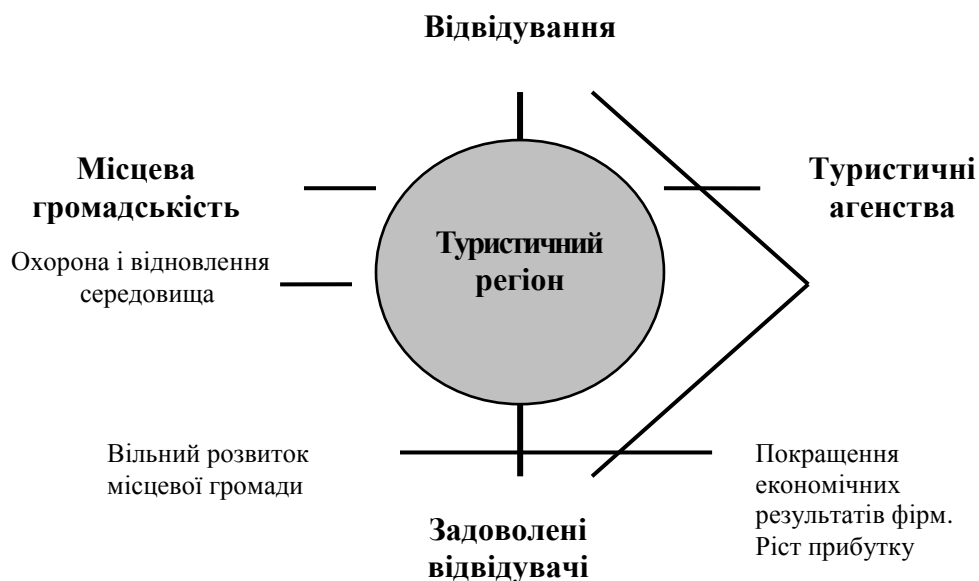 Відвідування
Місцева
громадськість
Туристичні
агенства
Туристичний
регіон
Охорона і відновлення
середовища
Вільний розвиток
місцевої громади
Покращення
економічних
результатів фірм.
Ріст прибутку
Задоволені
відвідувачі